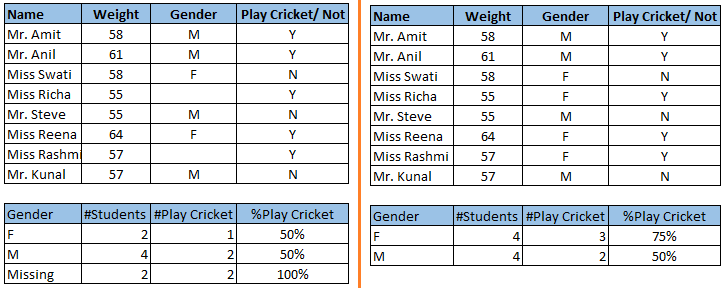 Name Weight Gender Play Cricket/ Not
Mr. Amit 58 M Y
Mr. Anil 61 M Y
Miss Swati 58 F N
Miss Richa 55 Y
Mr. Steve 55 M N
Miss Reena 64 F Y
Miss Rashmi 57 Y
Mr. Kunal 57 M N
Gender #Students #Play Cricket %Play Cricket
F 2 1 50%
M 4 2 50%
Missing 2 2 100%
Name Weight Gender Play Cricket/ Not
Mr. Amit 58 M Y
Mr. Anil 61 M Y
Miss Swati 58 F N
Miss Richa 55 F Y
Mr. Steve 55 M N
Miss Reena 64 F Y
Miss Rashmi 57 F Y
Mr. Kunal 57 M N
Gender #Students #Play Cricket %Play Cricket
F 4 3 75%
M 4 2 50%